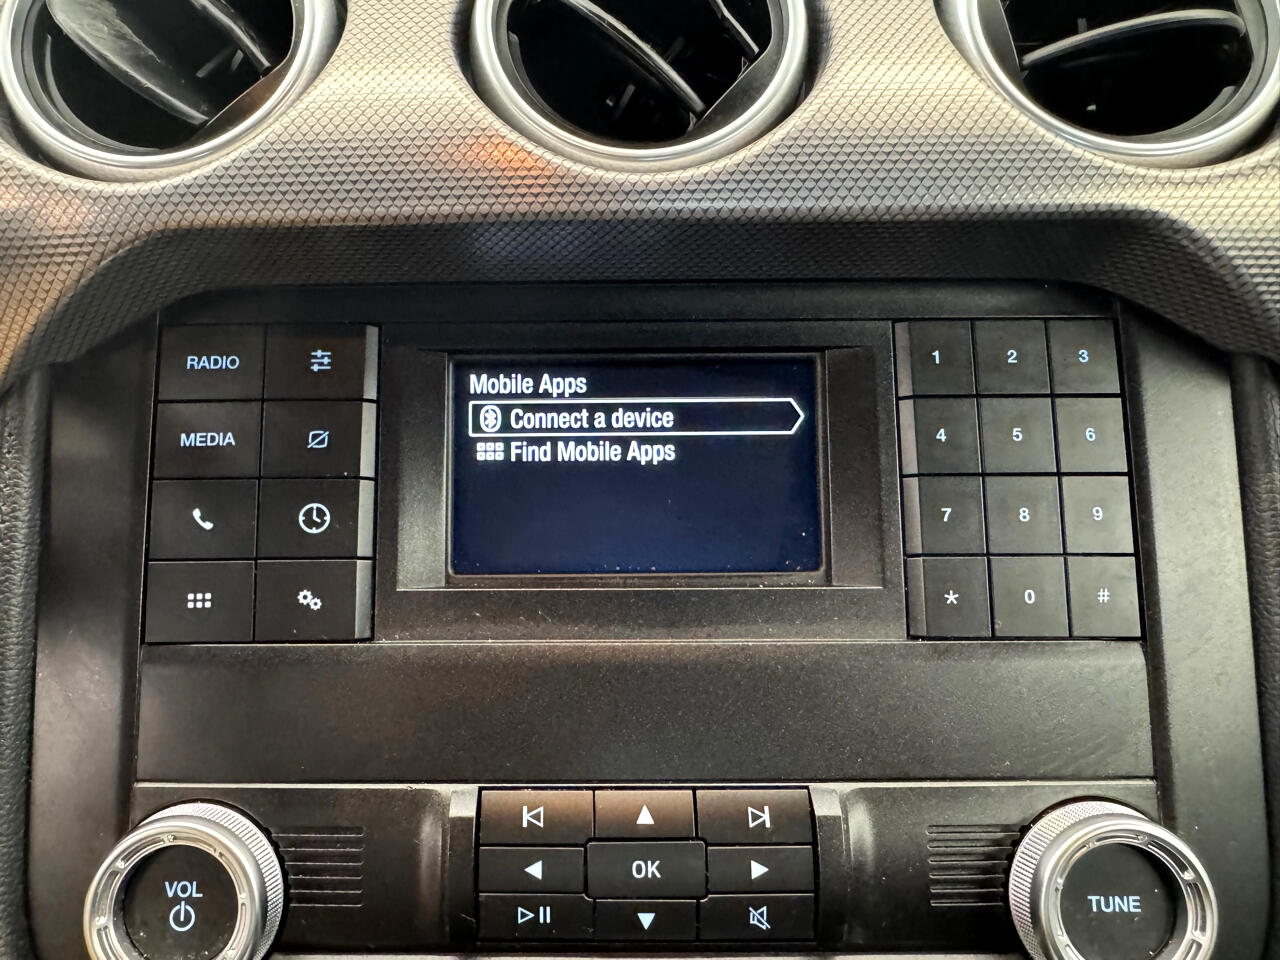 Mobile Apps
Connect a device
Find Mobile Apps
RADIO
MEDIA
1 2 3
4 5 6
7 8 9
* 0 #
VOL
OK
TUNE